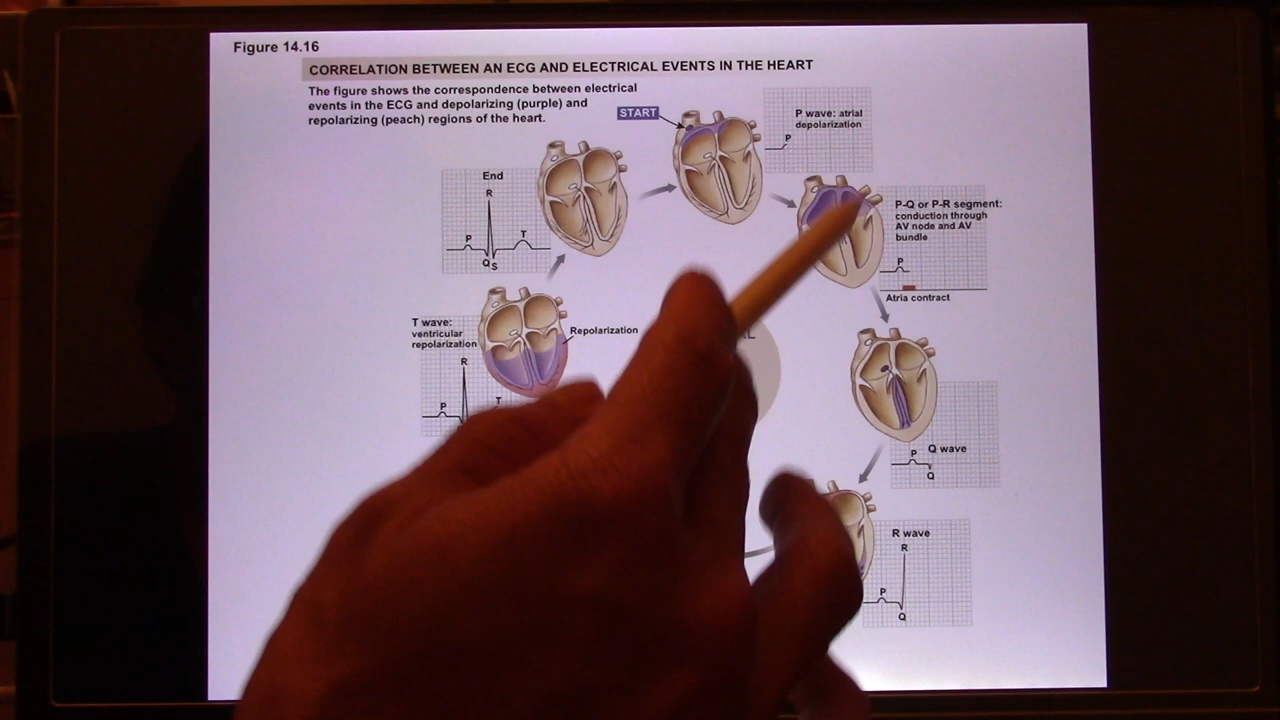 Figure 14.16
CORRELATION BETWEEN AN ECG AND ELECTRICAL EVENTS IN THE HEART
The figure shows the correspondence between electrical
events in the ECG and depolarizing (purple) and
repolarizing (peach) regions of the heart.
START
P wave: atrial
depolarization
P
End
R
P
T
Q
S
P-Q or P-R segment:
conduction through
AV node and AV
bundle
P
Atria contract
T wave:
ventricular
repolarization
Repolarization
R
P
T
P
Q wave
Q
R wave
R
P
Q